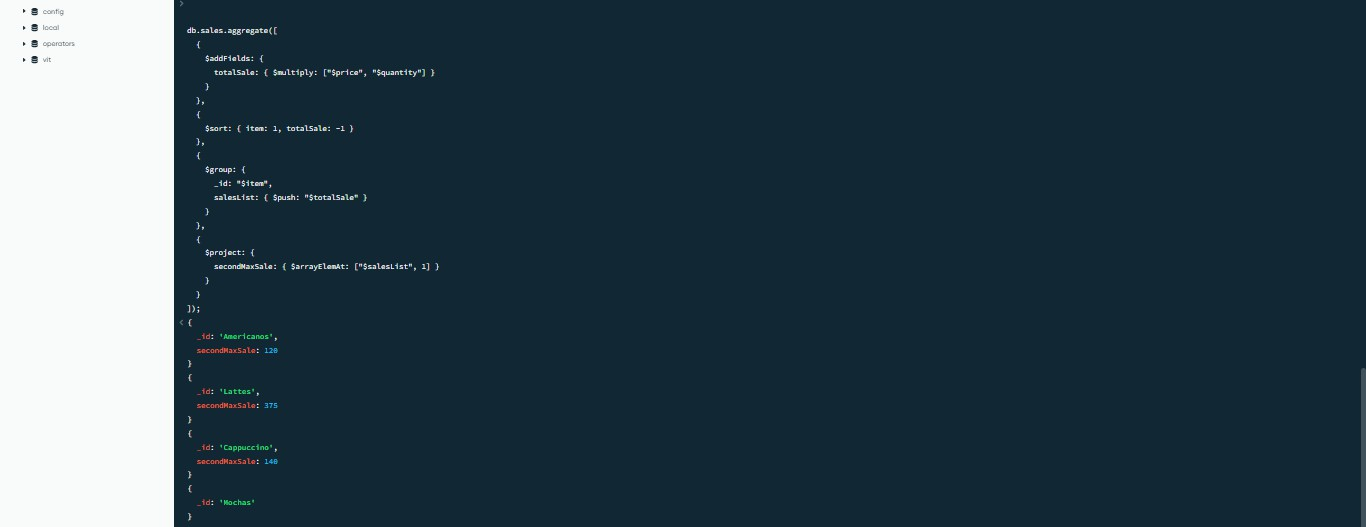 config
local
operators
vit
>
db.sales.aggregate([
  {
    $addFields: {
      totalSale: { $multiply: ["$price", "$quantity"] }
    }
  },
  {
    $sort: { item: 1, totalSale: -1 }
  },
  {
    $group: {
      _id: "$item",
      salesList: { $push: "$totalSale" }
    }
  },
  {
    $project: {
      secondMaxSale: { $arrayElemAt: ["$salesList", 1] }
    }
  }
]);
< {
  _id: 'Americanos',
  secondMaxSale: 120
}
{
  _id: 'Lattes',
  secondMaxSale: 375
}
{
  _id: 'Cappuccino',
  secondMaxSale: 140
}
{
  _id: 'Mochas'
}